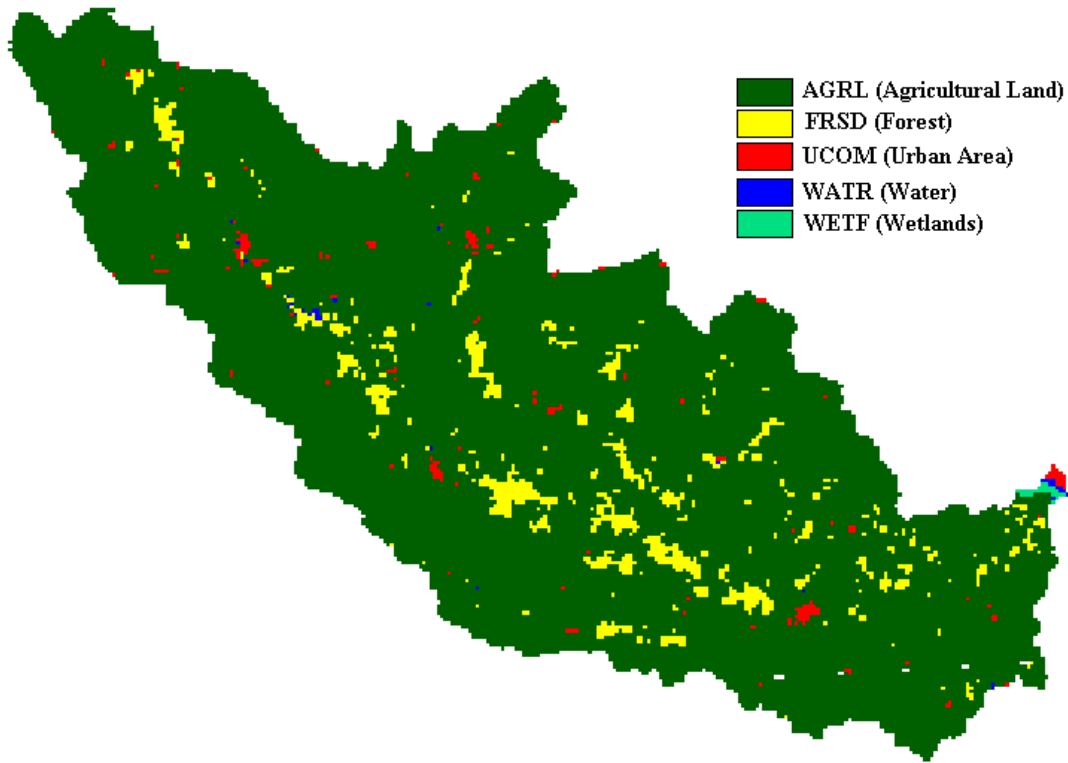 AGRL (Agricultural Land)
FRSD (Forest)
UCOM (Urban Area)
WATR (Water)
WETF (Wetlands)